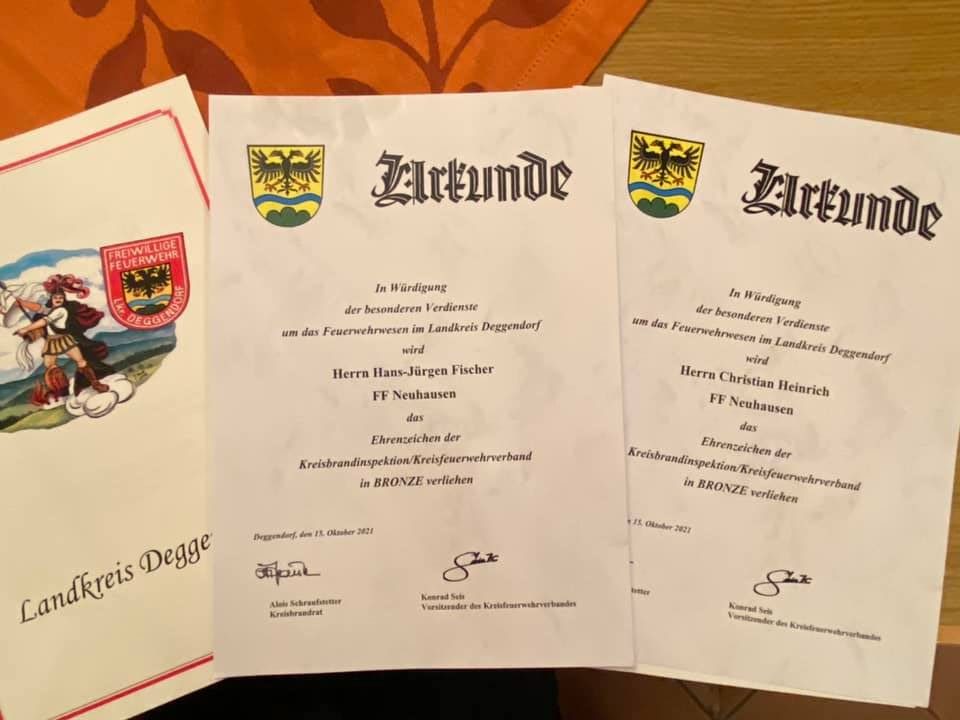 FREIWILLIGE
FEUERWEHR
Lkr. DEGGENDORF
Landkreis Degge
Urkunde
In Würdigung
der besonderen Verdienste
um das Feuerwehrwesen im Landkreis Deggendorf
wird
Herrn Hans-Jürgen Fischer
FF Neuhausen
das
Ehrenzeichen der
Kreisbrandinspektion/Kreisfeuerwehrverband
in BRONZE verliehen
Deggendorf, den 15. Oktober 2021
Alois Schraufstetter
Kreisbrandrat
Konrad Seis
Vorsitzender des Kreisfeuerwehrverbandes
Urkunde
In Würdigung
der besonderen Verdienste
um das Feuerwehrwesen im Landkreis Deggendorf
wird
Herrn Christian Heinrich
FF Neuhausen
das
Ehrenzeichen der
Kreisbrandinspektion/Kreisfeuerwehrverband
in BRONZE verliehen
15. Oktober 2021
tetter
Konrad Seis
Vorsitzender des Kreisfeuerwehrverbandes